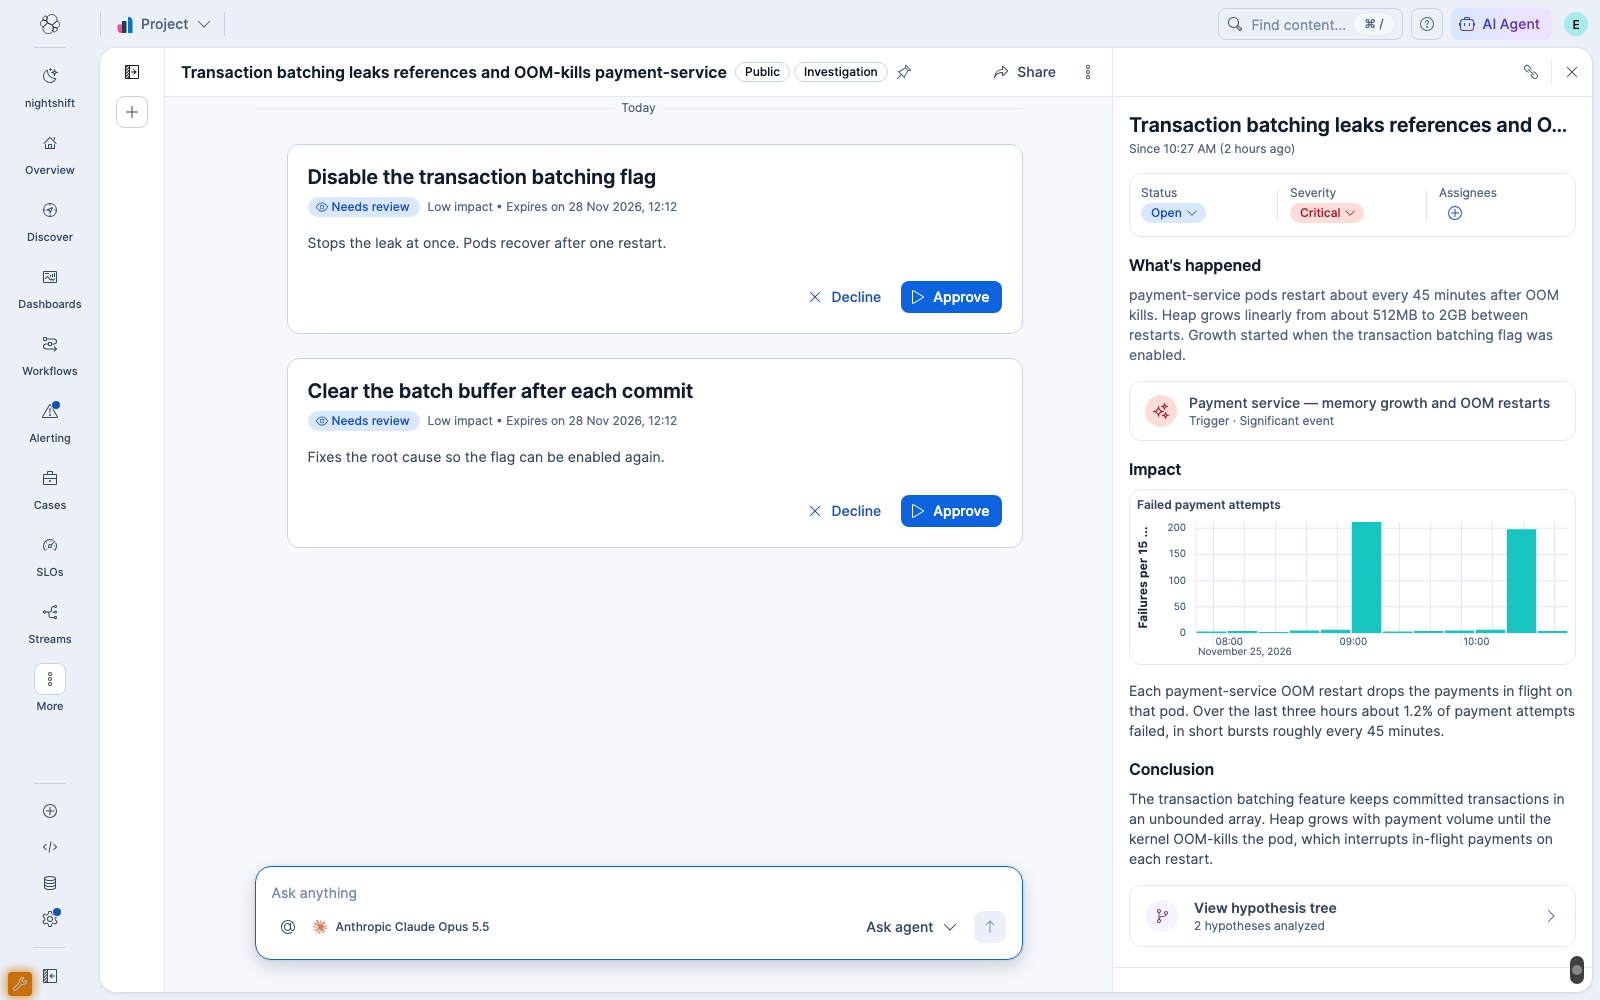 Project
Find content...
⌘ /
AI Agent
E
nightshift
Overview
Discover
Dashboards
Workflows
Alerting
Cases
SLOs
Streams
More
Transaction batching leaks references and OOM-kills payment-service
Public
Investigation
Share
Today
Disable the transaction batching flag
Needs review
Low impact • Expires on 28 Nov 2026, 12:12
Stops the leak at once. Pods recover after one restart.
Decline
Approve
Clear the batch buffer after each commit
Needs review
Low impact • Expires on 28 Nov 2026, 12:12
Fixes the root cause so the flag can be enabled again.
Decline
Approve
Ask anything
@
Anthropic Claude Opus 5.5
Ask agent
Transaction batching leaks references and O...
Since 10:27 AM (2 hours ago)
Status
Open
Severity
Critical
Assignees
What's happened
payment-service pods restart about every 45 minutes after OOM
kills. Heap grows linearly from about 512MB to 2GB between
restarts. Growth started when the transaction batching flag was
enabled.
Payment service — memory growth and OOM restarts
Trigger · Significant event
Impact
Failed payment attempts
Failures per 15 ...
200
150
100
50
0
08:00
09:00
10:00
November 25, 2026
Each payment-service OOM restart drops the payments in flight on
that pod. Over the last three hours about 1.2% of payment attempts
failed, in short bursts roughly every 45 minutes.
Conclusion
The transaction batching feature keeps committed transactions in
an unbounded array. Heap grows with payment volume until the
kernel OOM-kills the pod, which interrupts in-flight payments on
each restart.
View hypothesis tree
2 hypotheses analyzed